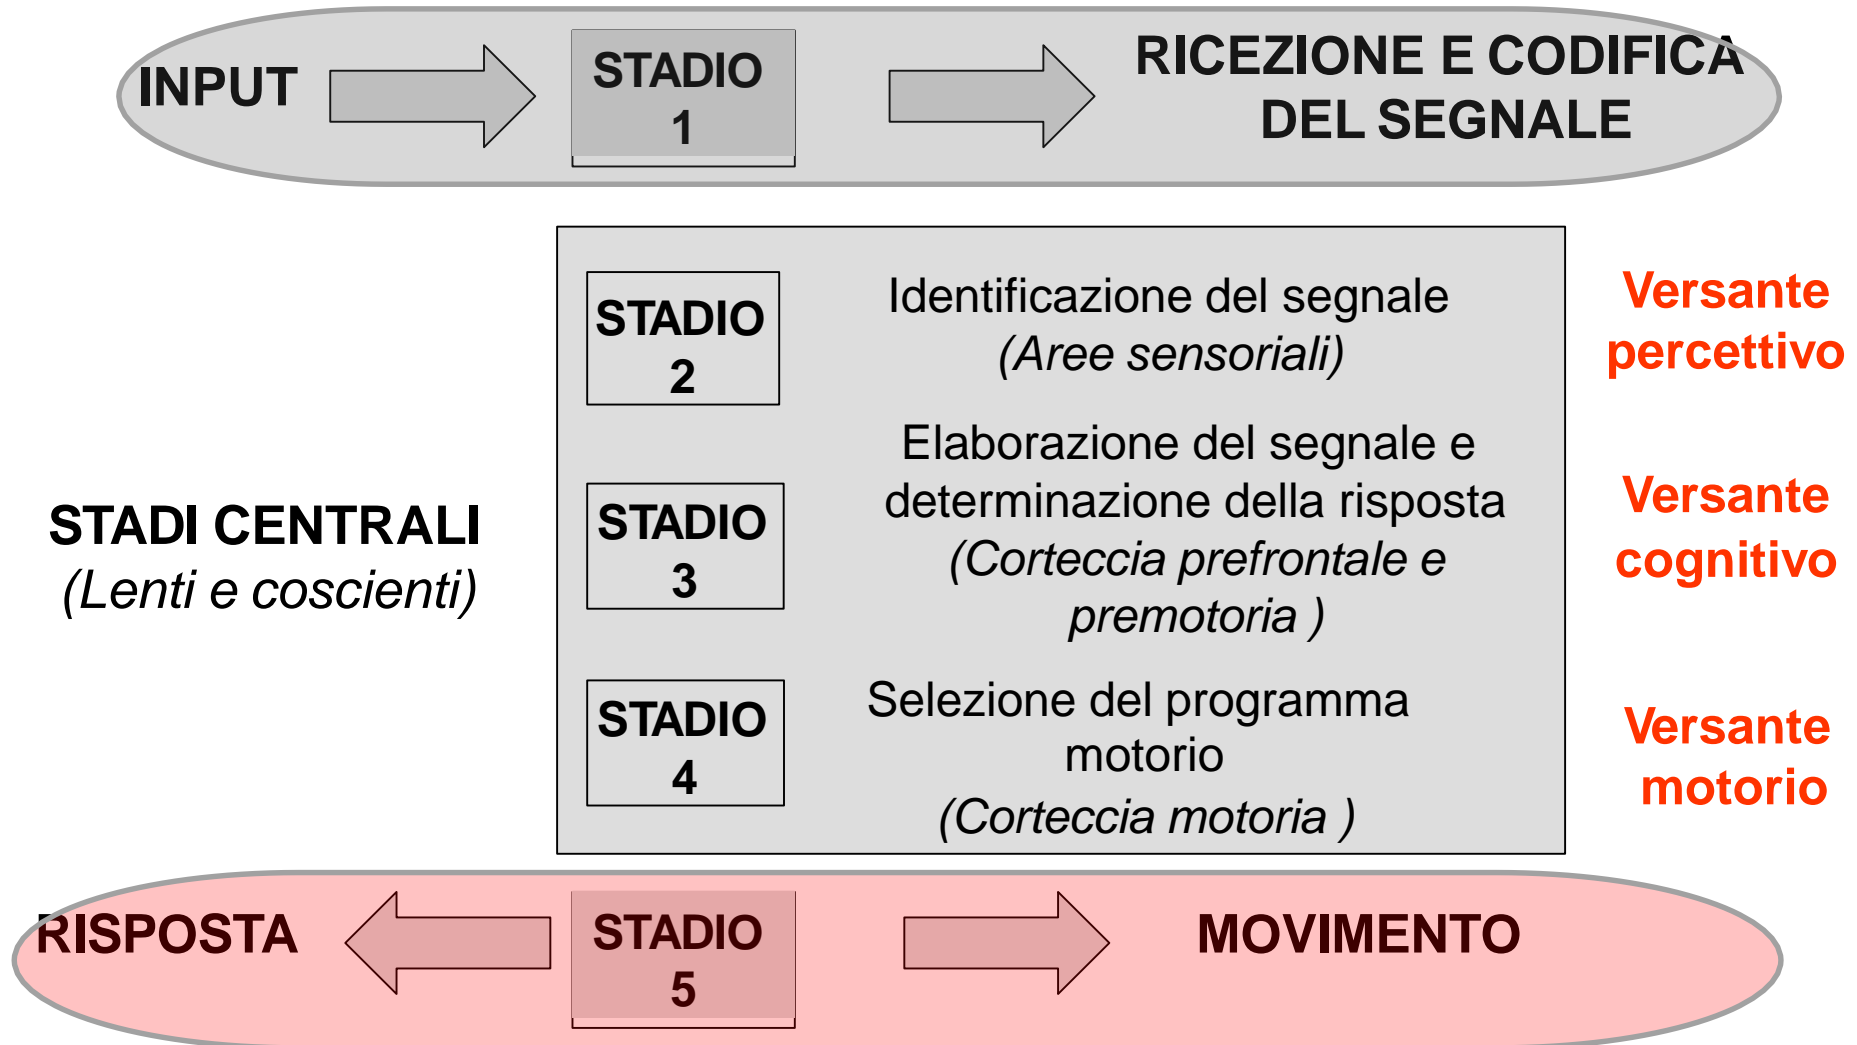 INPUT
STADIO
1
RICEZIONE E CODIFICA
DEL SEGNALE
STADI CENTRALI
(Lenti e coscienti)
STADIO
2
Identificazione del segnale
(Aree sensoriali)
Versante
percettivo
STADIO
3
Elaborazione del segnale e
determinazione della risposta
(Corteccia prefrontale e
premotoria )
Versante
cognitivo
STADIO
4
Selezione del programma
motorio
(Corteccia motoria )
Versante
motorio
RISPOSTA
STADIO
5
MOVIMENTO